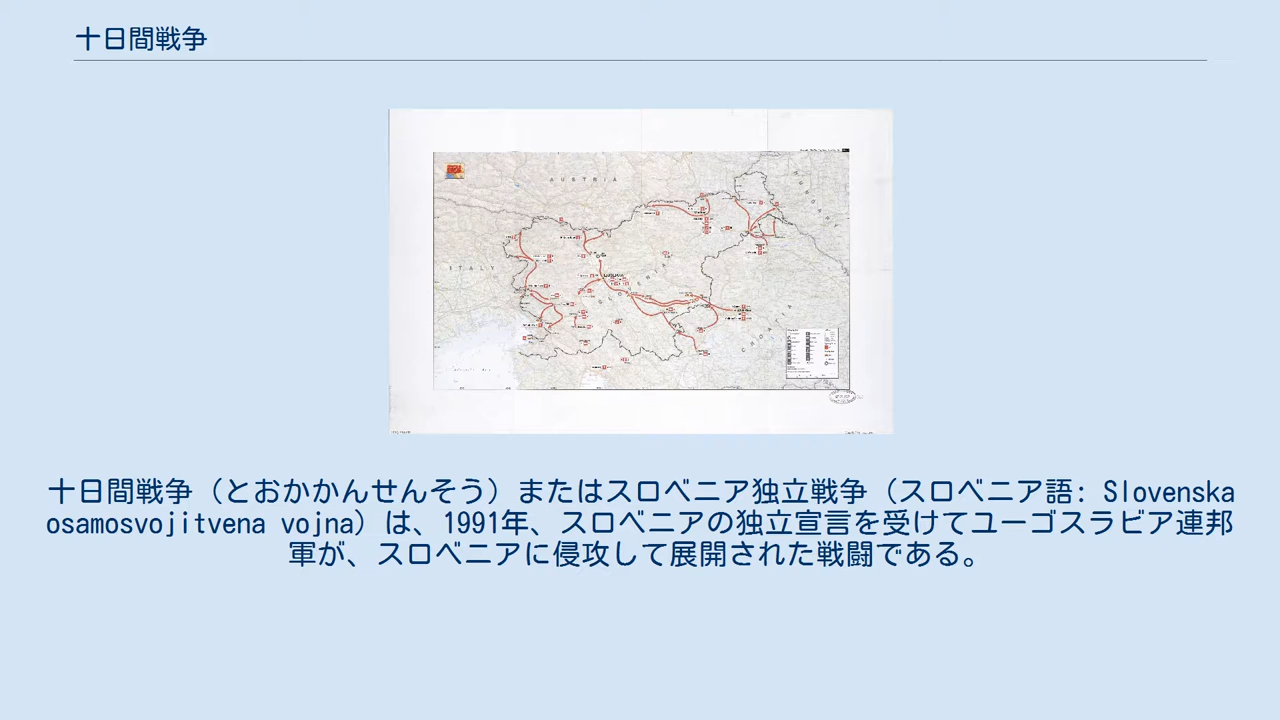 十日間戦争
AUSTRIA
HUNGARY
ITALY
SLOVENIA
CROATIA
十日間戦争（とおかかんせんそう）またはスロベニア独立戦争（スロベニア語: Slovenska
osamosvojitvena vojna）は、1991年、スロベニアの独立宣言を受けてユーゴスラビア連邦
軍が、スロベニアに侵攻して展開された戦闘である。